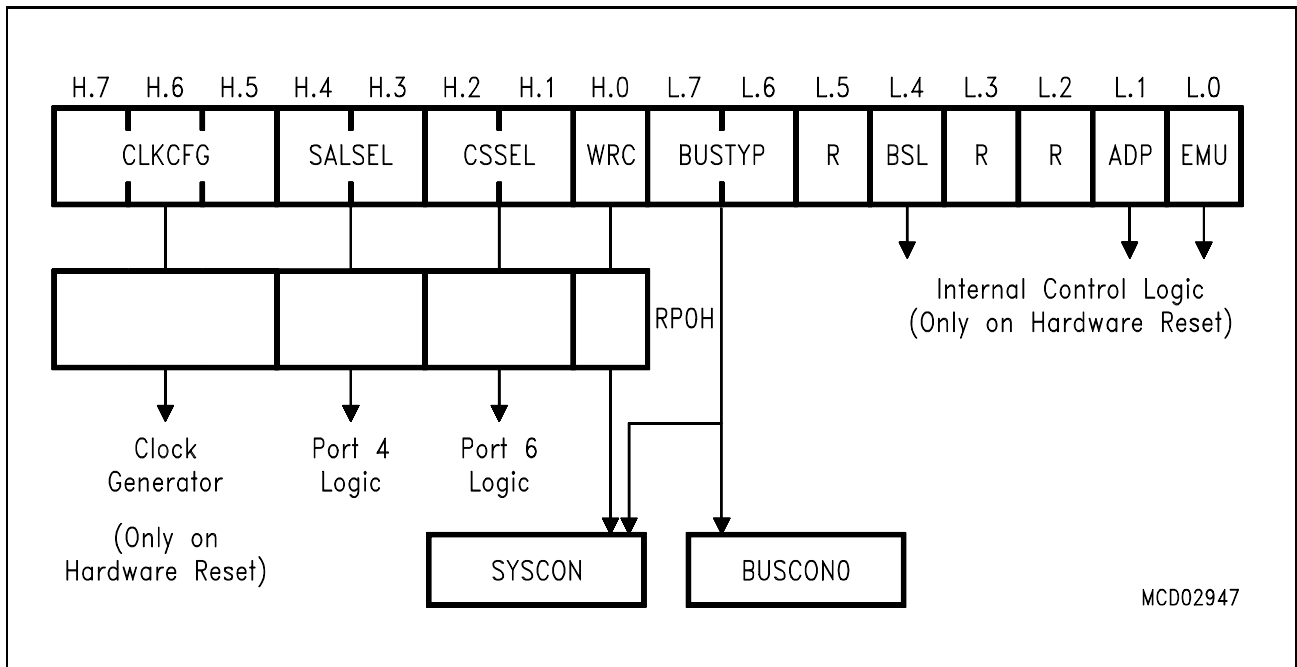 H.7 H.6 H.5 H.4 H.3 H.2 H.1 H.0 L.7 L.6 L.5 L.4 L.3 L.2 L.1 L.0
CLKCFG SALSEL CSSEL WRC BUSTYP R BSL R R ADP EMU
RP0H
Internal Control Logic
(Only on Hardware Reset)
Clock
Generator
(Only on
Hardware Reset)
Port 4
Logic
Port 6
Logic
SYSCON BUSCON0
MCD02947